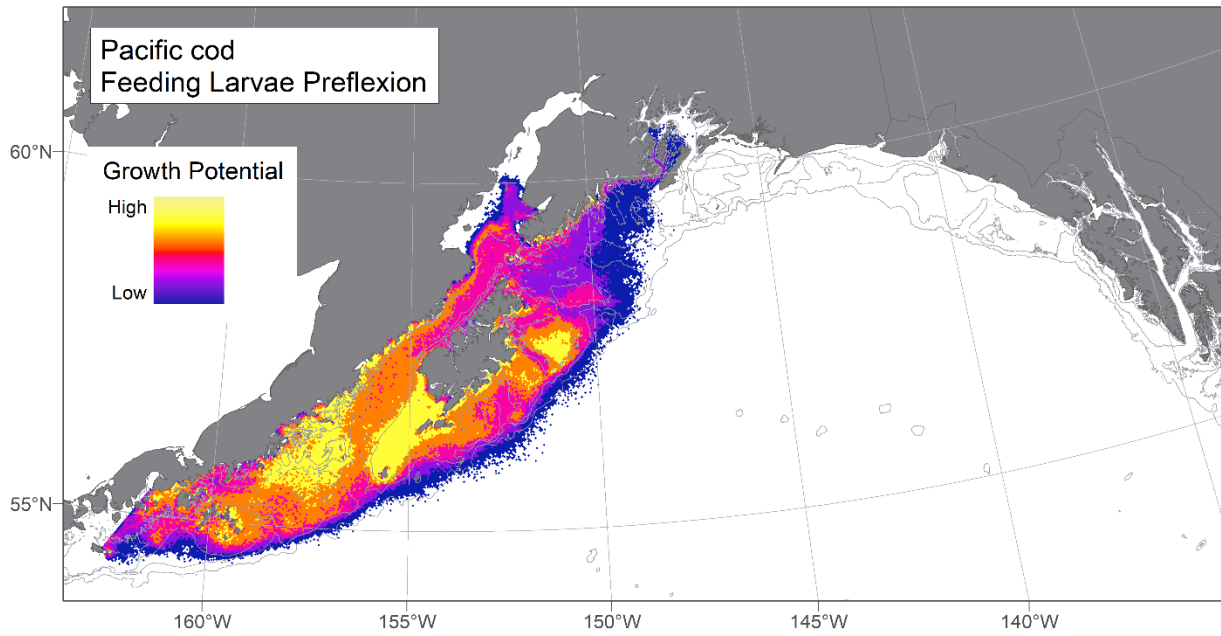 Pacific cod
Feeding Larvae Preflexion
Growth Potential
High
Low
60°N
55°N
160°W
155°W
150°W
145°W
140°W